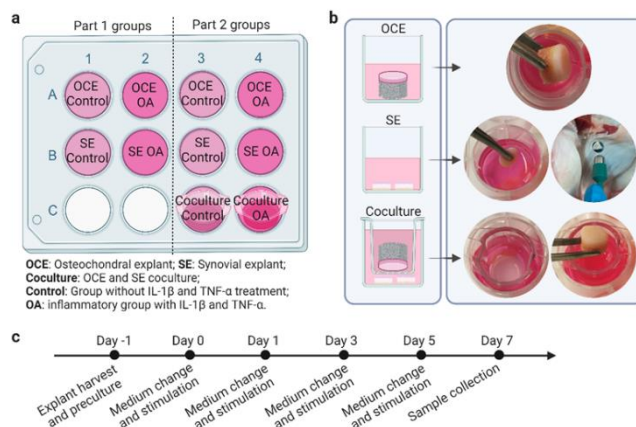 a
Part 1 groups
Part 2 groups
1 2 3 4
A
OCE Control
OCE OA
OCE Control
OCE OA
B
SE Control
SE OA
SE Control
SE OA
C
Coculture Control
Coculture OA
OCE: Osteochondral explant; SE: Synovial explant;
Coculture: OCE and SE coculture;
Control: Group without IL-1β and TNF-α treatment;
OA: inflammatory group with IL-1β and TNF-α.
b
OCE
SE
Coculture
c
Day -1
Day 0
Day 1
Day 3
Day 5
Day 7
Explant harvest
and preculture
Medium change
and stimulation
Medium change
and stimulation
Medium change
and stimulation
Medium change
and stimulation
Sample collection